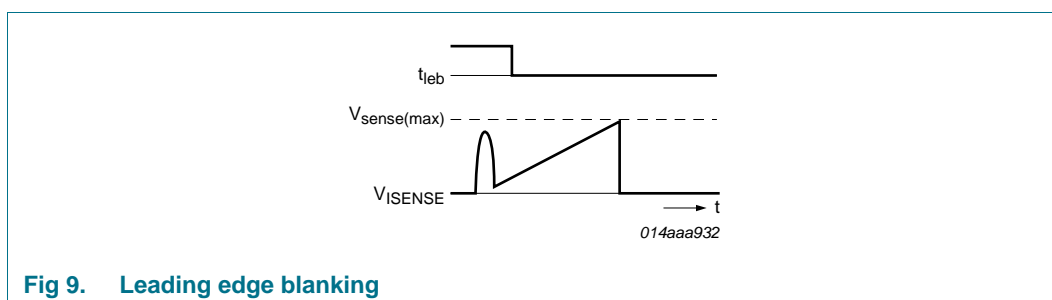 tleb
Vsense(max)
VISENSE
t
014aaa932
Fig 9. Leading edge blanking